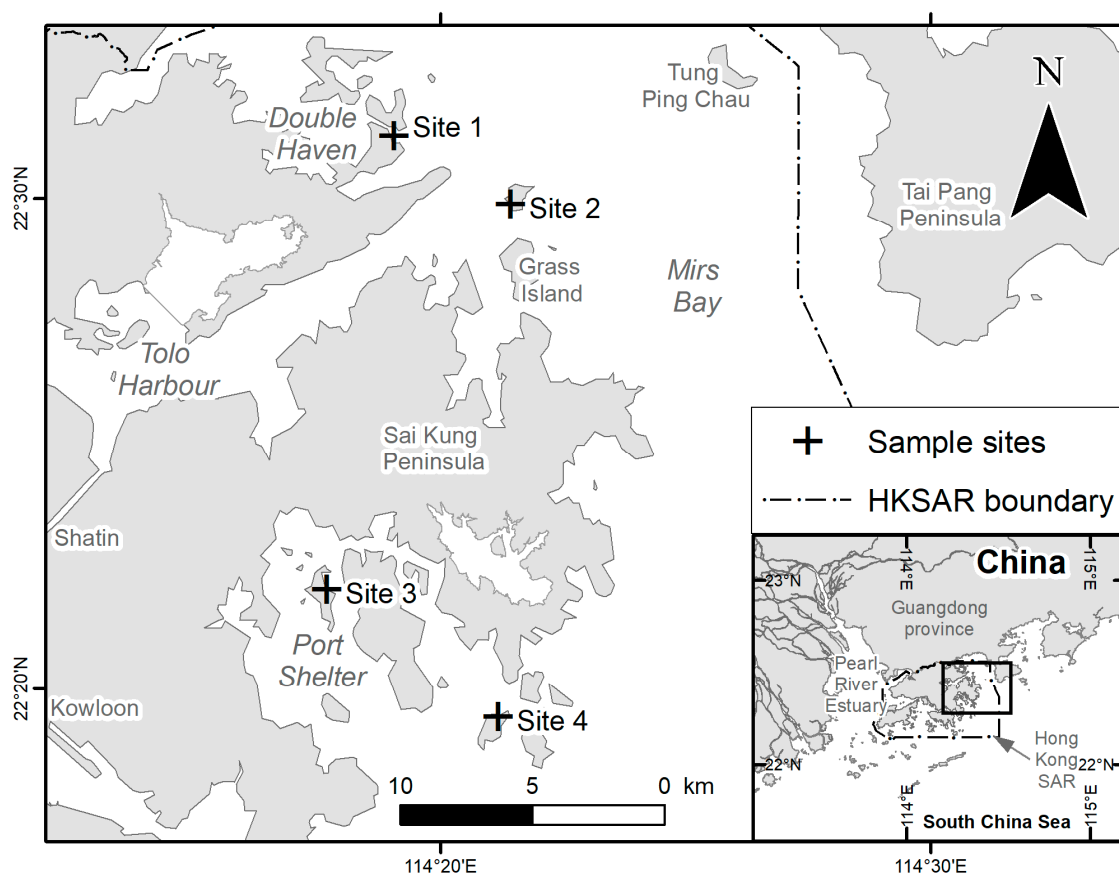 Tung
Ping Chau
N
Double
Haven
Site 1
Tai Pang
Peninsula
22°30'N
Site 2
Grass
Island
Mirs
Bay
Tolo
Harbour
Sai Kung
Peninsula
Sample sites
HKSAR boundary
Shatin
Site 3
Port
Shelter
22°20'N
Kowloon
Site 4
10 5 0 km
114°20'E
114°30'E
114°E
China
115°E
23°N
Guangdong
province
Pearl
River
Estuary
Hong
Kong
SAR
22°N
22°N
114°E
115°E
South China Sea